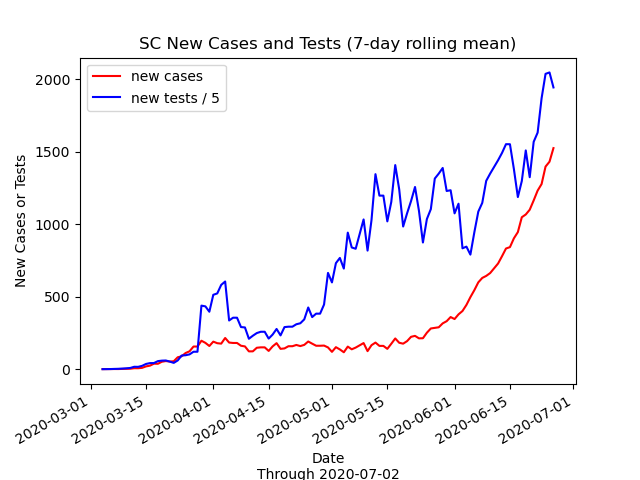 SC New Cases and Tests (7-day rolling mean)
new cases
new tests / 5
2000
1500
1000
500
0
New Cases or Tests
2020-03-01
2020-03-15
2020-04-01
2020-04-15
2020-05-01
2020-05-15
2020-06-01
2020-06-15
2020-07-01
Date
Through 2020-07-02